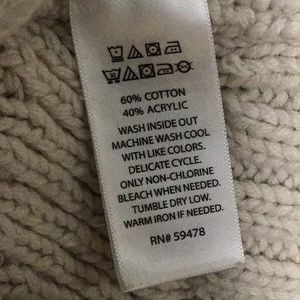 60% COTTON
40% ACRYLIC
WASH INSIDE OUT
MACHINE WASH COOL
WITH LIKE COLORS.
DELICATE CYCLE.
ONLY NON-CHLORINE
BLEACH WHEN NEEDED.
TUMBLE DRY LOW.
WARM IRON IF NEEDED.
RN# 59478